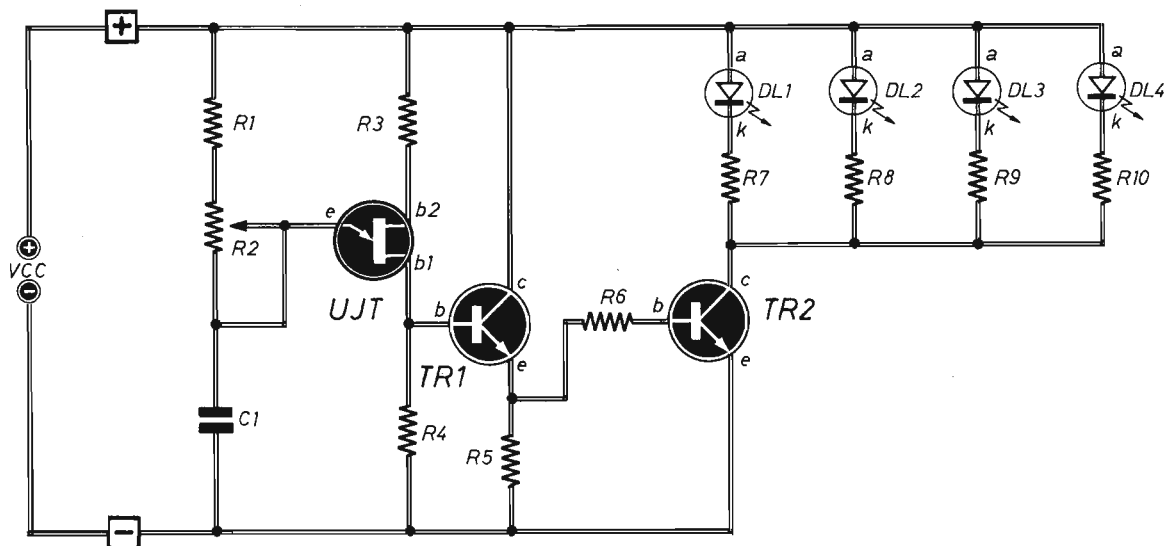 +
a
a
a
a
DL1
DL2
DL3
DL4
R1
R3
k
k
k
k
R7
R8
R9
R10
e
b2
R2
b1
+
VCC
-
UJT
c
c
b
R6
b
TR2
TR1
e
e
C1
R4
R5
-